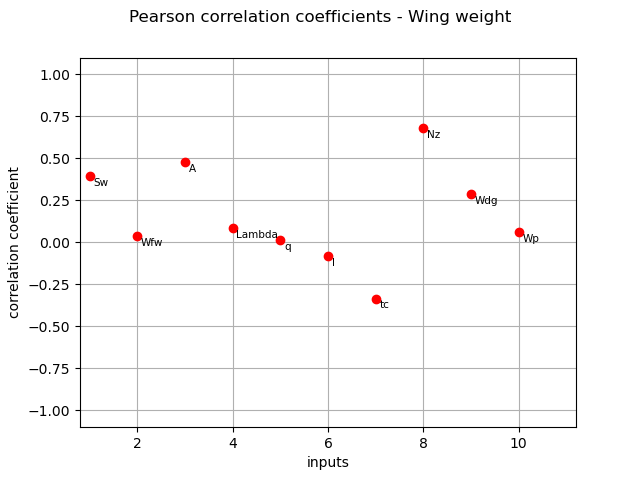 Pearson correlation coefficients - Wing weight
1.00
0.75
0.50
0.25
0.00
−0.25
−0.50
−0.75
−1.00
correlation coefficient
Sw
Wfw
A
Lambda
q
l
tc
Nz
Wdg
Wp
2
4
6
8
10
inputs